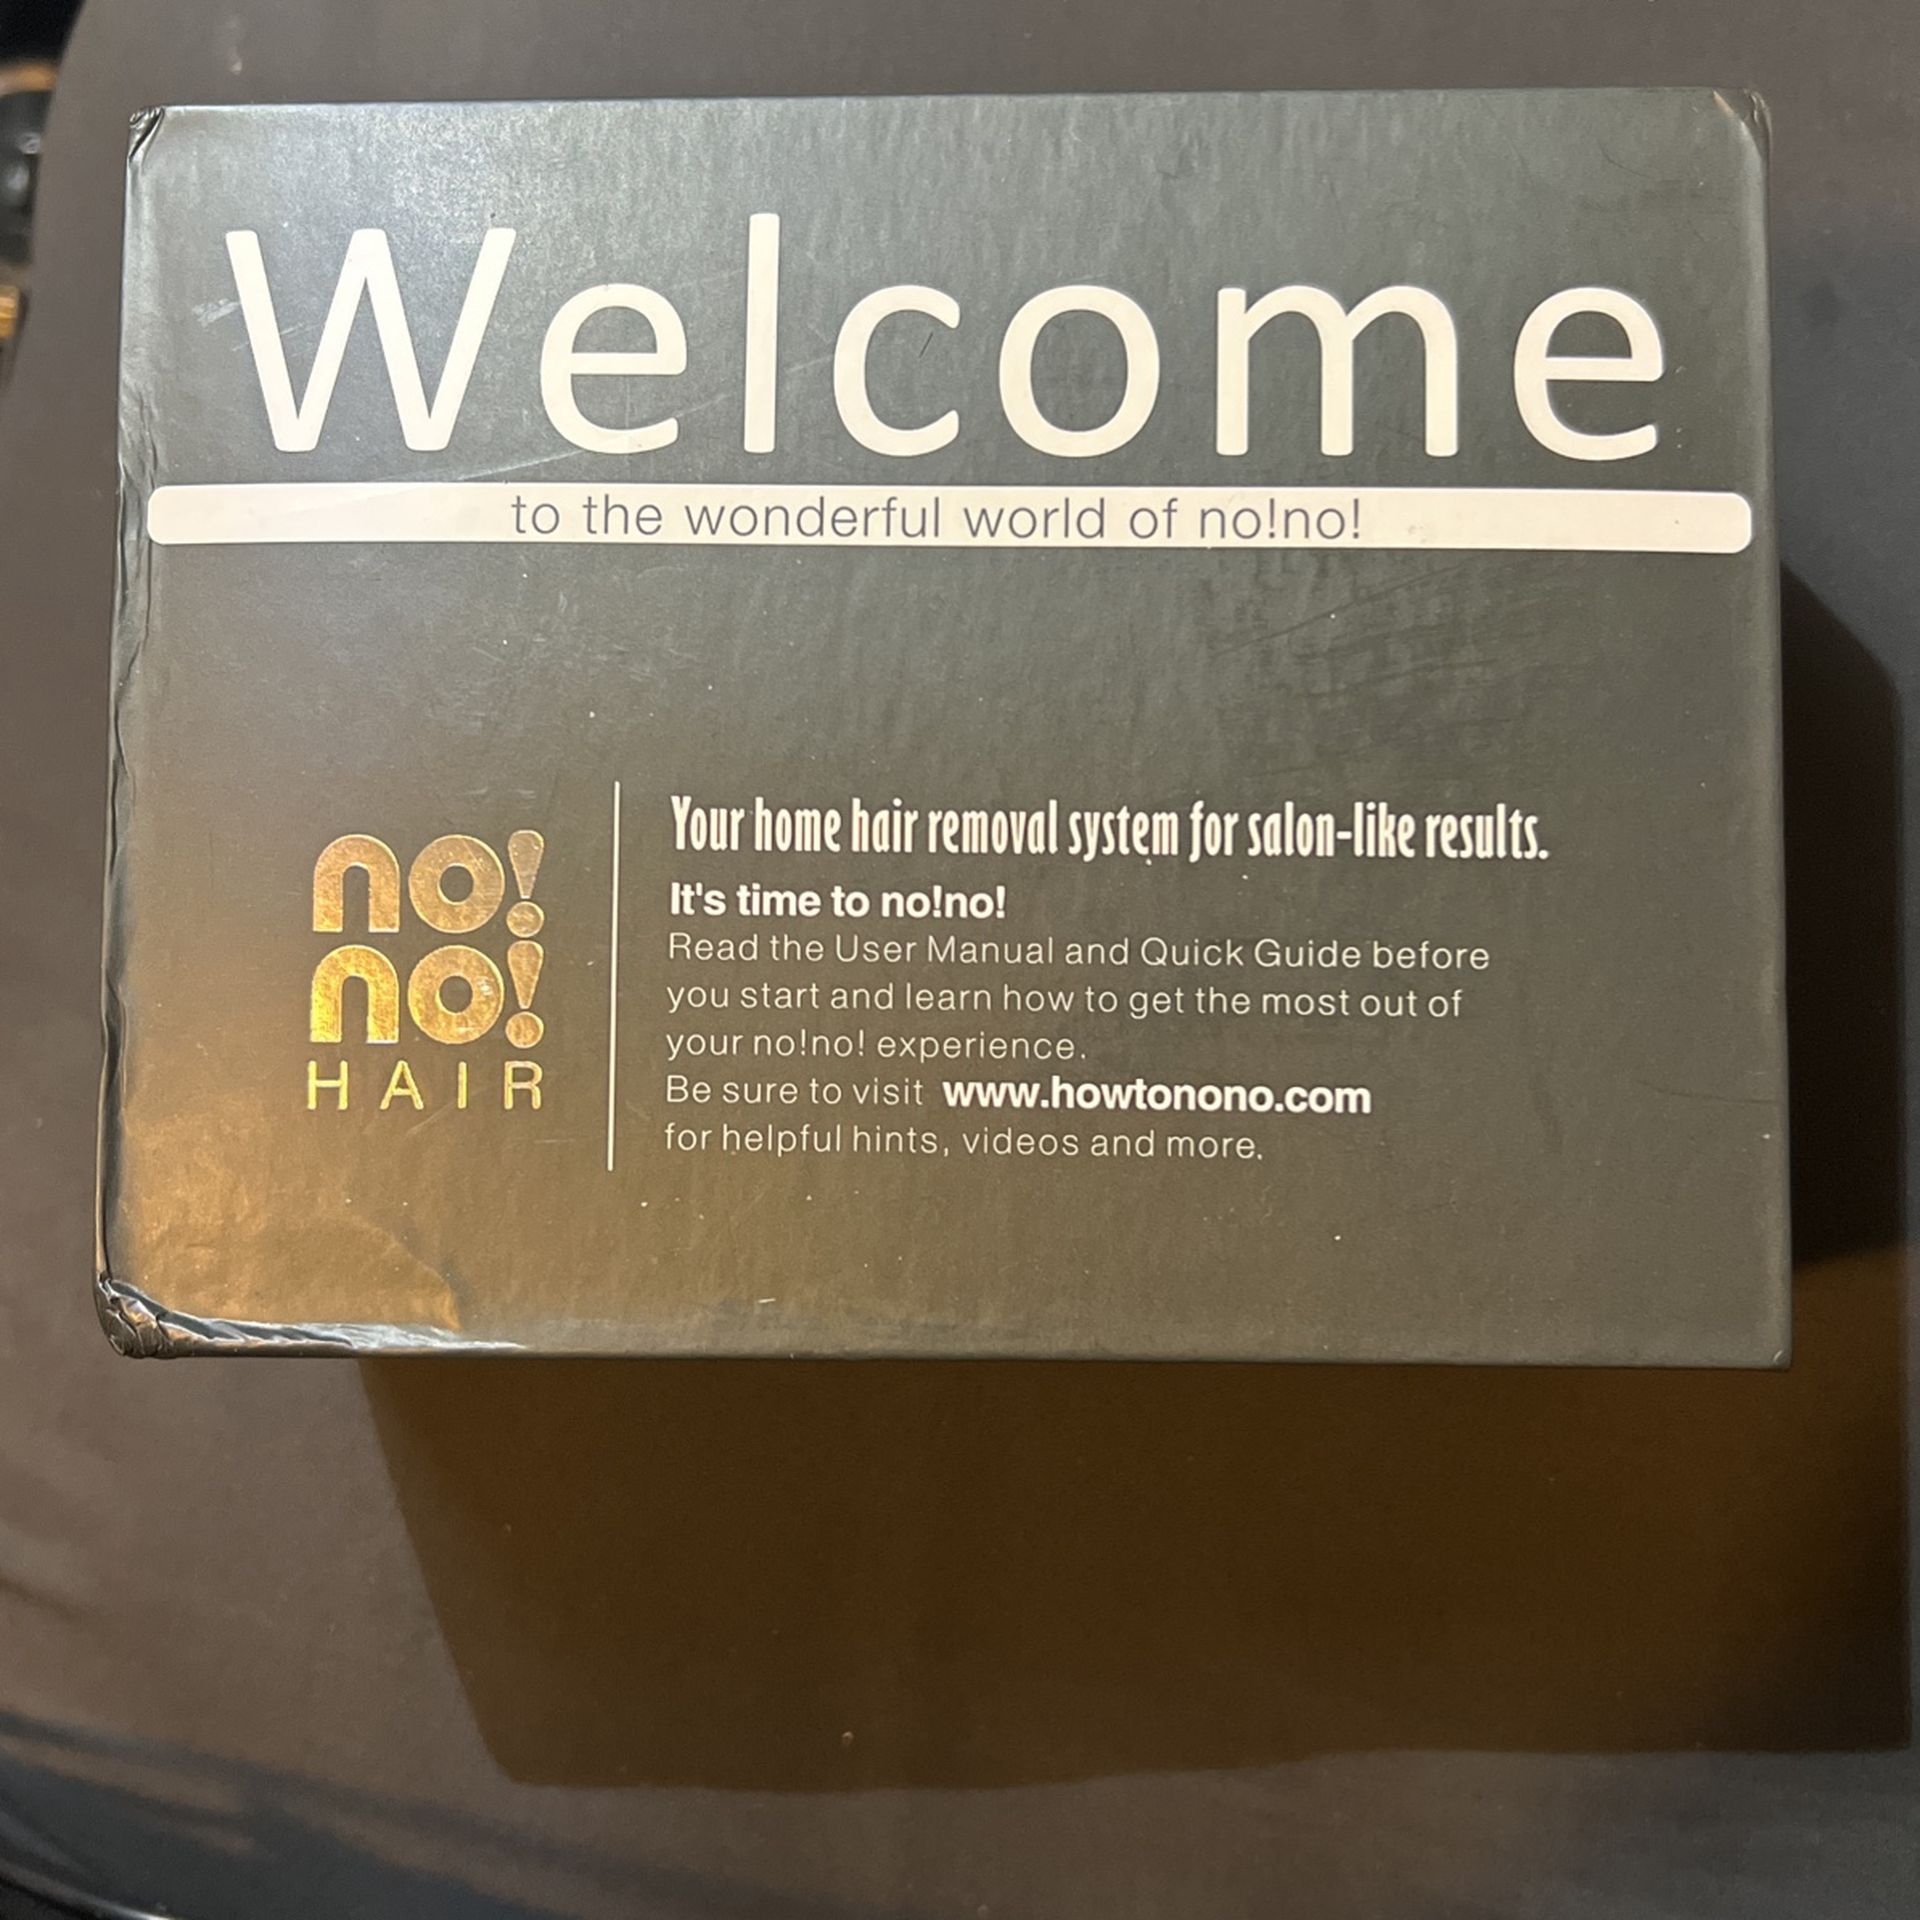 Welcome
to the wonderful world of no!no!
no!
no!
HAIR
Your home hair removal system for salon-like results.
It's time to no!no!
Read the User Manual and Quick Guide before
you start and learn how to get the most out of
your no!no! experience.
Be sure to visit www.howtonono.com
for helpful hints, videos and more.